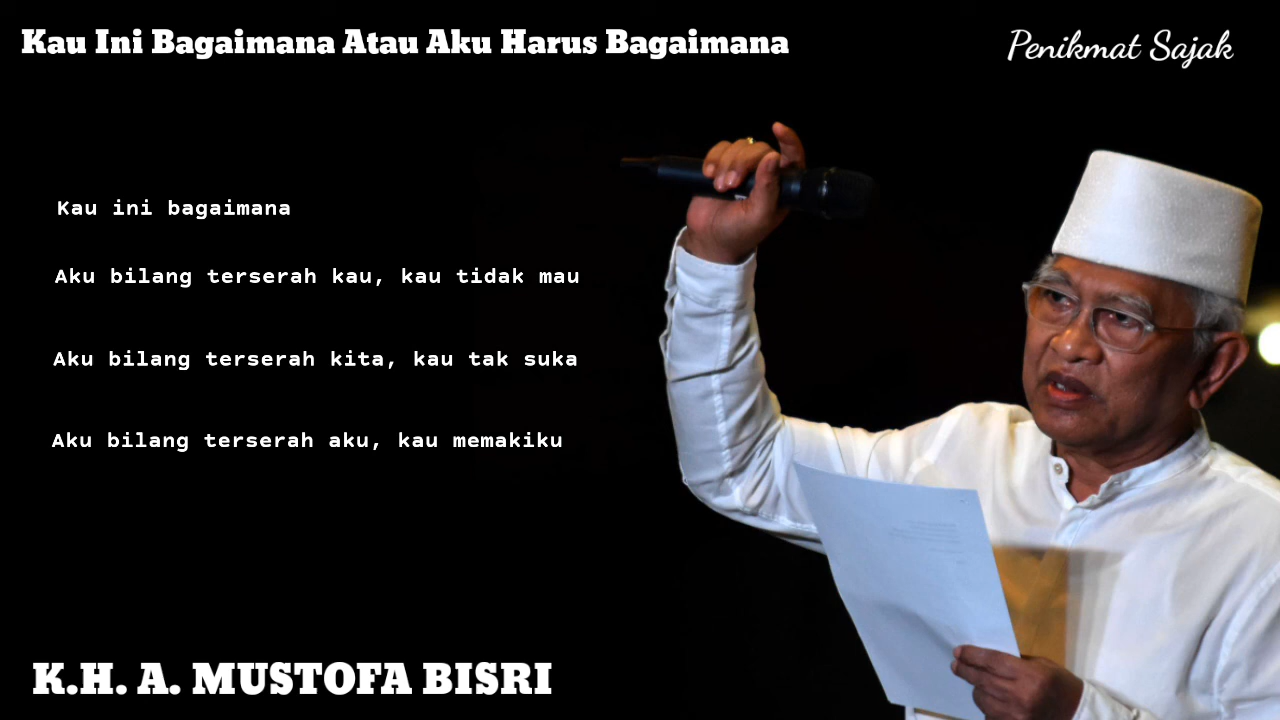 Kau Ini Bagaimana Atau Aku Harus Bagaimana
Penikmat Sajak
Kau ini bagaimana
Aku bilang terserah kau, kau tidak mau
Aku bilang terserah kita, kau tak suka
Aku bilang terserah aku, kau memakiku
K.H. A. MUSTOFA BISRI